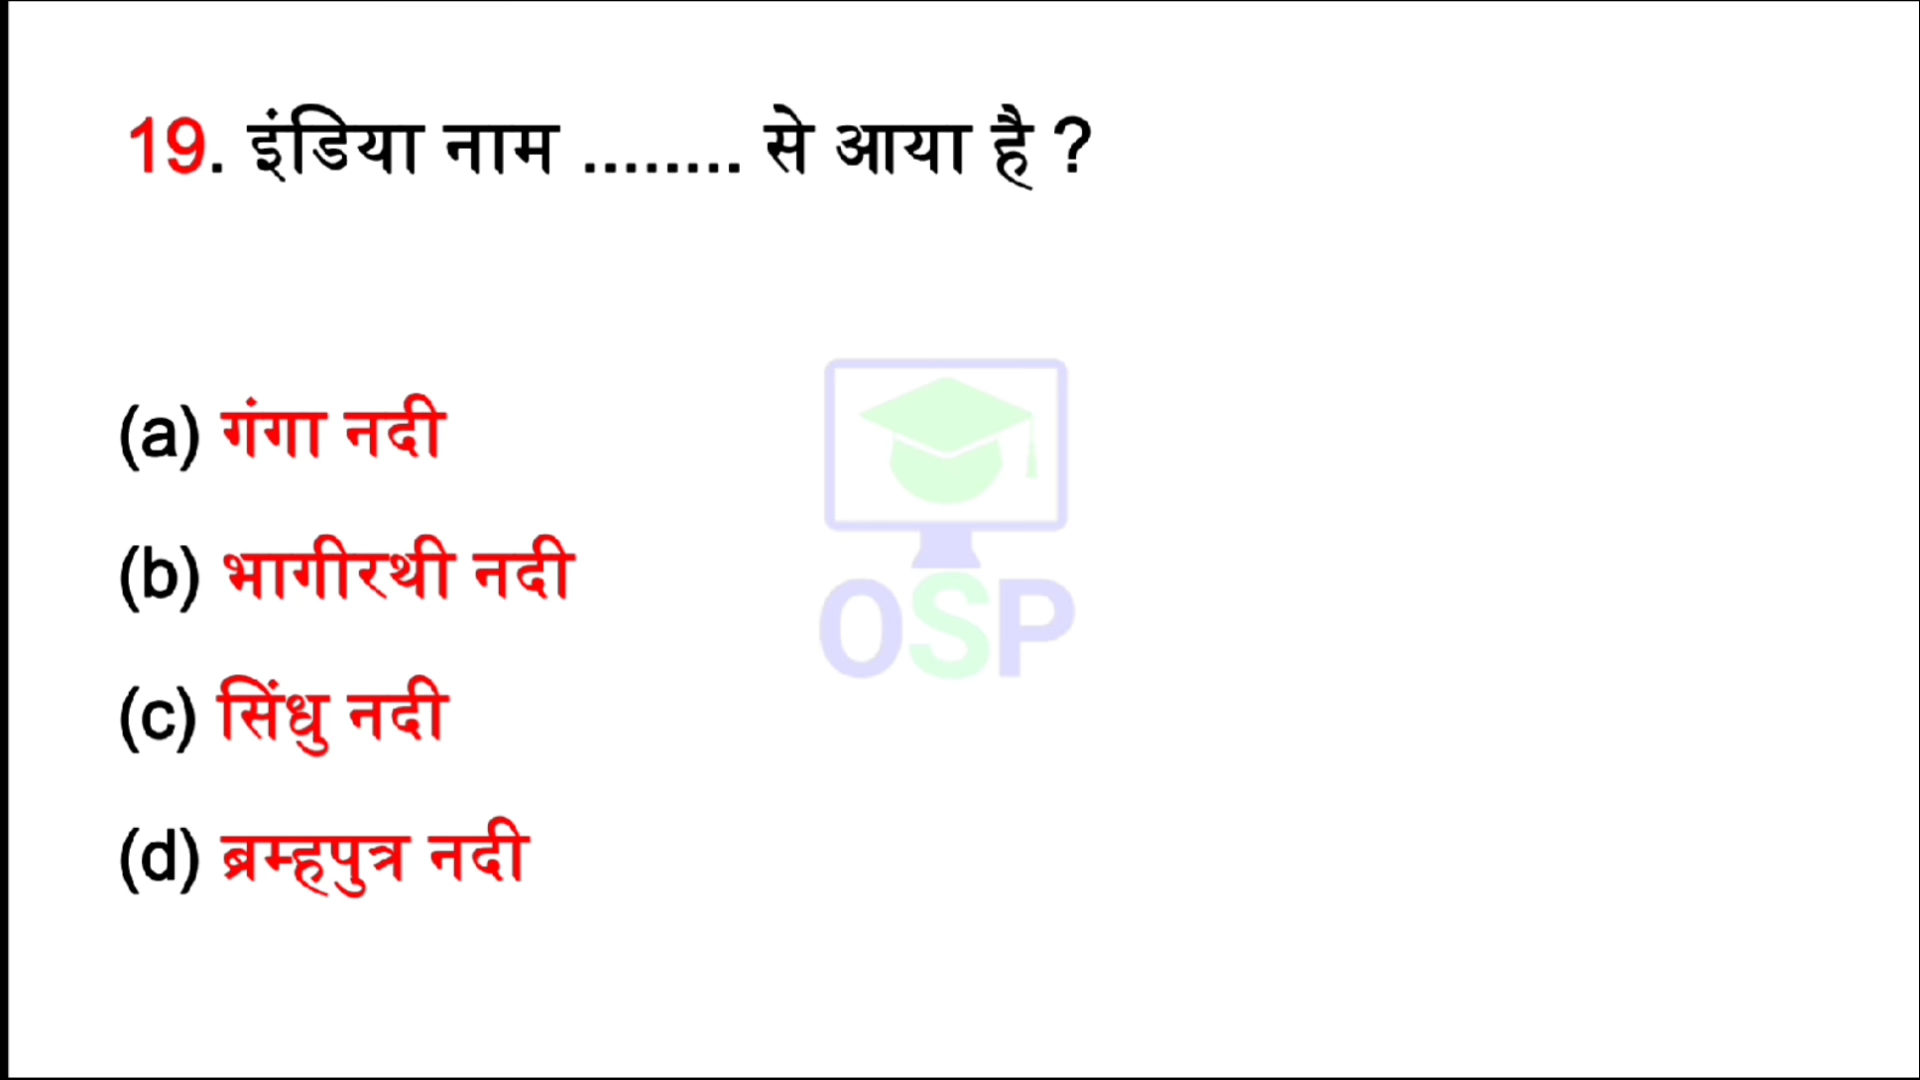 19. इंडिया नाम ........ से आया है ?
(a) गंगा नदी
(b) भागीरथी नदी
(c) सिंधु नदी
(d) ब्रम्हपुत्र नदी
OSP